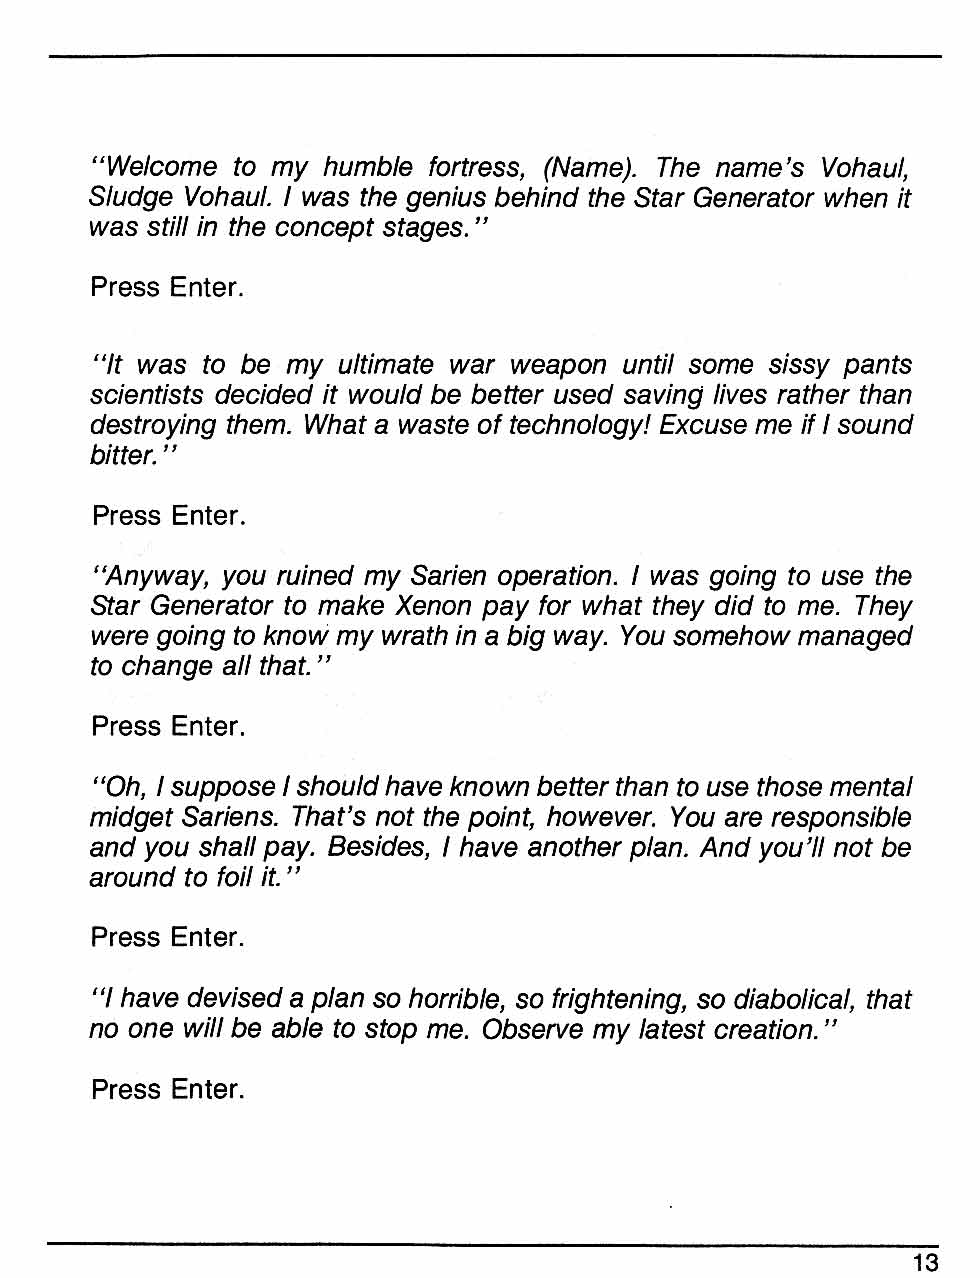 “Welcome to my humble fortress, (Name). The name’s Vohaul,
Sludge Vohaul. I was the genius behind the Star Generator when it
was still in the concept stages.”
Press Enter.
“It was to be my ultimate war weapon until some sissy pants
scientists decided it would be better used saving lives rather than
destroying them. What a waste of technology! Excuse me if I sound
bitter.”
Press Enter.
“Anyway, you ruined my Sarien operation. I was going to use the
Star Generator to make Xenon pay for what they did to me. They
were going to know my wrath in a big way. You somehow managed
to change all that.”
Press Enter.
“Oh, I suppose I should have known better than to use those mental
midget Sariens. That’s not the point, however. You are responsible
and you shall pay. Besides, I have another plan. And you’ll not be
around to foil it.”
Press Enter.
“I have devised a plan so horrible, so frightening, so diabolical, that
no one will be able to stop me. Observe my latest creation.”
Press Enter.
13